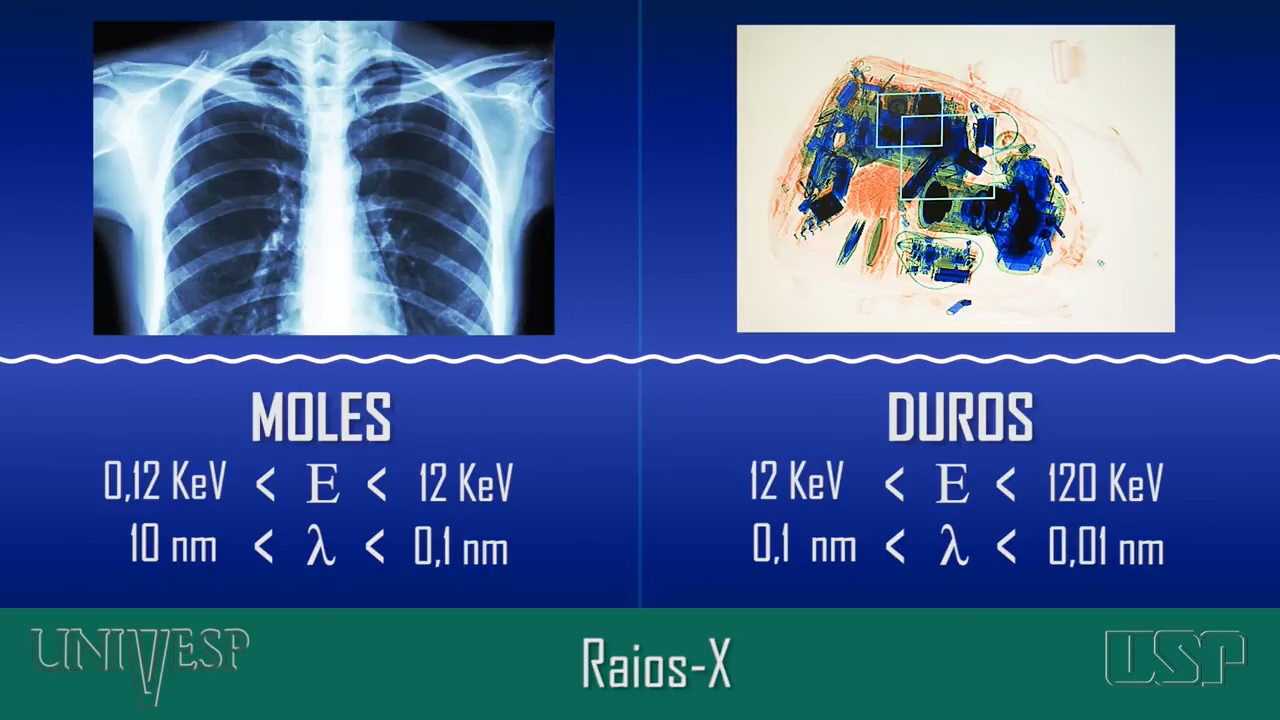 MOLES
0,12 KeV < E < 12 KeV
10 nm < λ < 0,1 nm
DUROS
12 KeV < E < 120 KeV
0,1 nm < λ < 0,01 nm
UNIVESP
Raios-X
USP